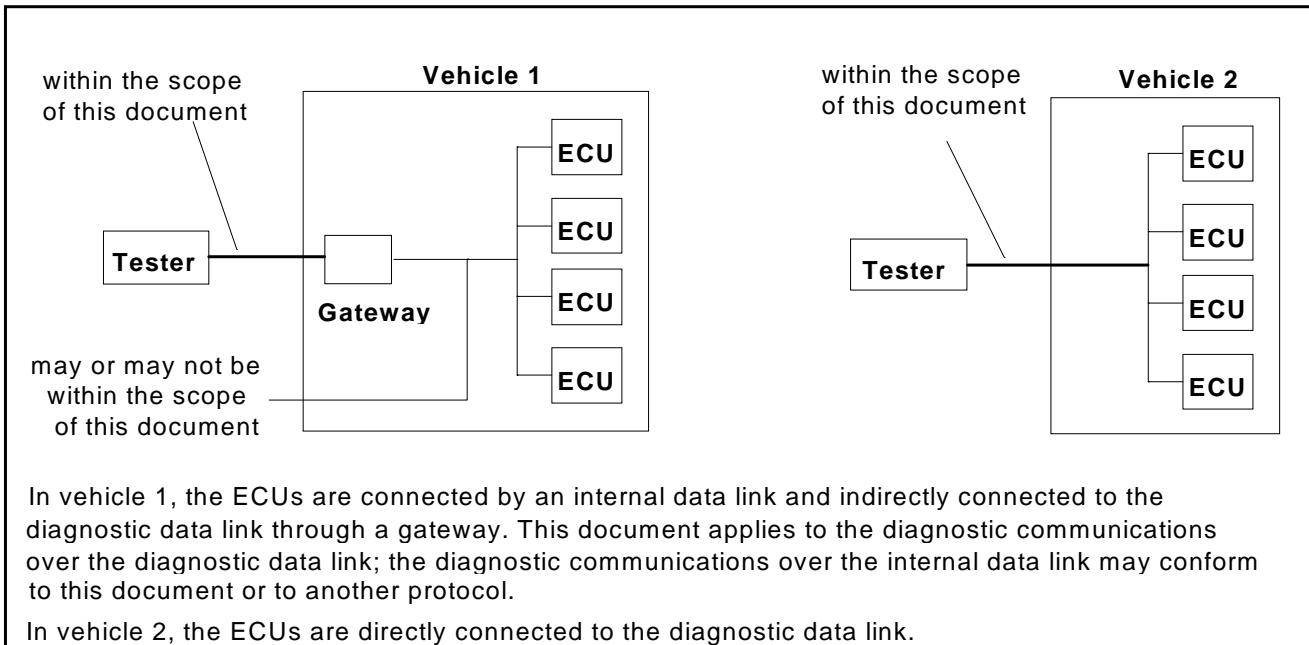 within the scope
of this document
Vehicle 1
ECU
ECU
ECU
ECU
Tester
Gateway
may or may not be
within the scope
of this document
within the scope
of this document
Vehicle 2
ECU
ECU
ECU
ECU
Tester
In vehicle 1, the ECUs are connected by an internal data link and indirectly connected to the
diagnostic data link through a gateway. This document applies to the diagnostic communications
over the diagnostic data link; the diagnostic communications over the internal data link may conform
to this document or to another protocol.
In vehicle 2, the ECUs are directly connected to the diagnostic data link.